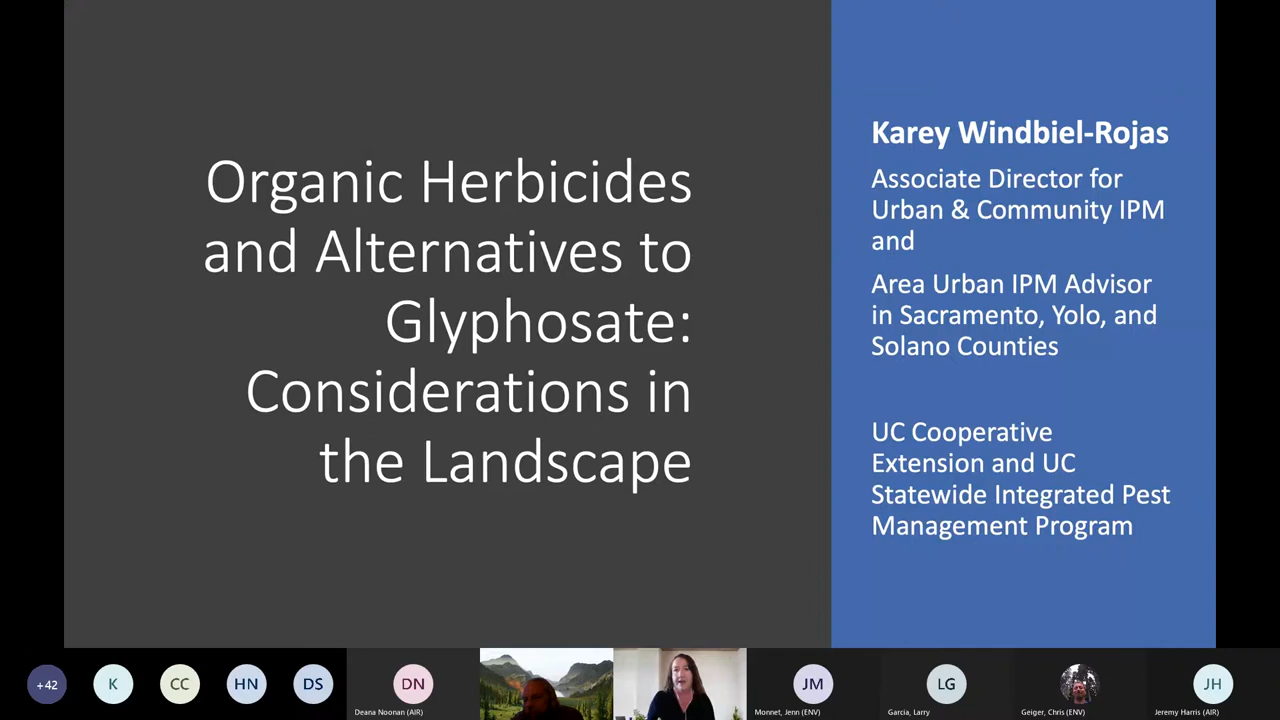 Organic Herbicides
and Alternatives to
Glyphosate:
Considerations in
the Landscape
Karey Windbiel-Rojas
Associate Director for
Urban & Community IPM
and
Area Urban IPM Advisor
in Sacramento, Yolo, and
Solano Counties
UC Cooperative
Extension and UC
Statewide Integrated Pest
Management Program
+42
K
CC
HN
DS
DN
Deana Noonan (AIR)
JM
Monnet, Jenn (ENV)
LG
Garcia, Larry
Geiger, Chris (ENV)
JH
Jeremy Harris (AIR)